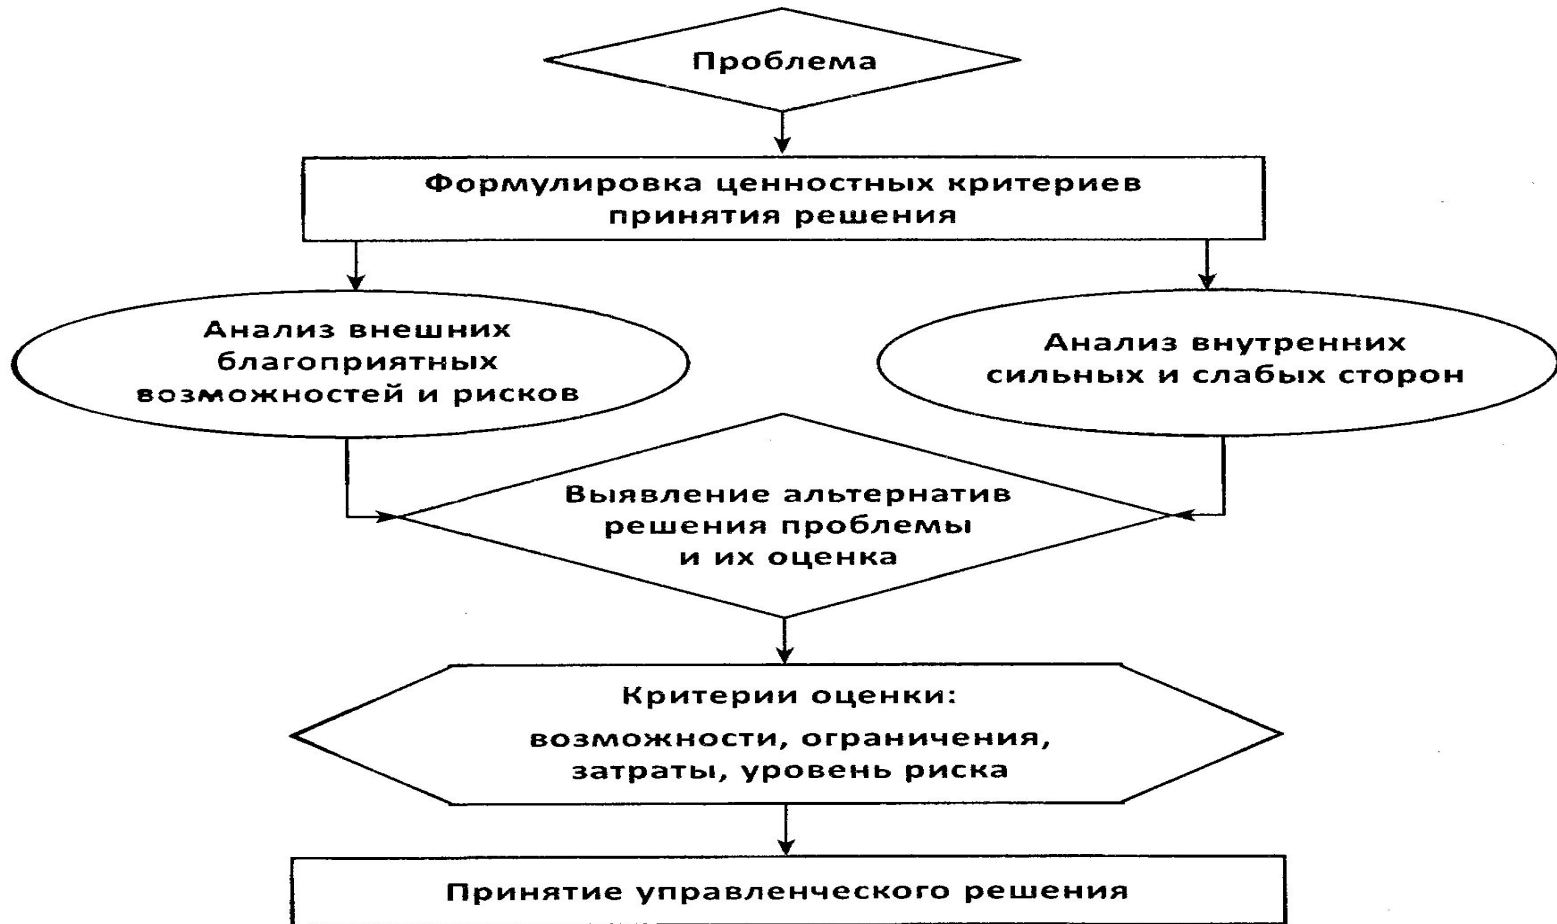 Проблема
Формулировка ценностных критериев
принятия решения
Анализ внешних
благоприятных
возможностей и рисков
Анализ внутренних
сильных и слабых сторон
Выявление альтернатив
решения проблемы
и их оценка
Критерии оценки:
возможности, ограничения,
затраты, уровень риска
Принятие управленческого решения